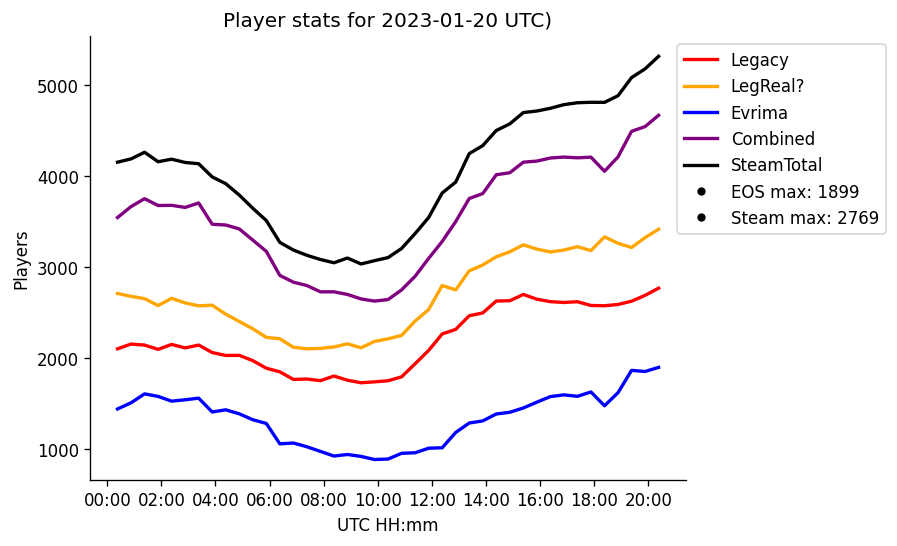 Player stats for 2023-01-20 UTC)
Players
5000
4000
3000
2000
1000
00:00 02:00 04:00 06:00 08:00 10:00 12:00 14:00 16:00 18:00 20:00
UTC HH:mm
Legacy
LegReal?
Evrima
Combined
SteamTotal
EOS max: 1899
Steam max: 2769